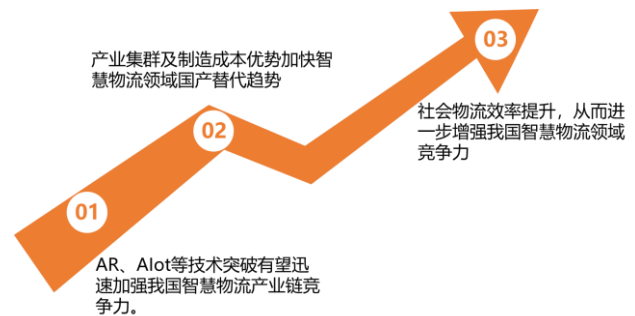 03
产业集群及制造成本优势加快智
慧物流领域国产替代趋势
02
社会物流效率提升，从而进
一步增强我国智慧物流领域
竞争力
01
AR、AIot等技术突破有望迅
速加强我国智慧物流产业链竞
争力。